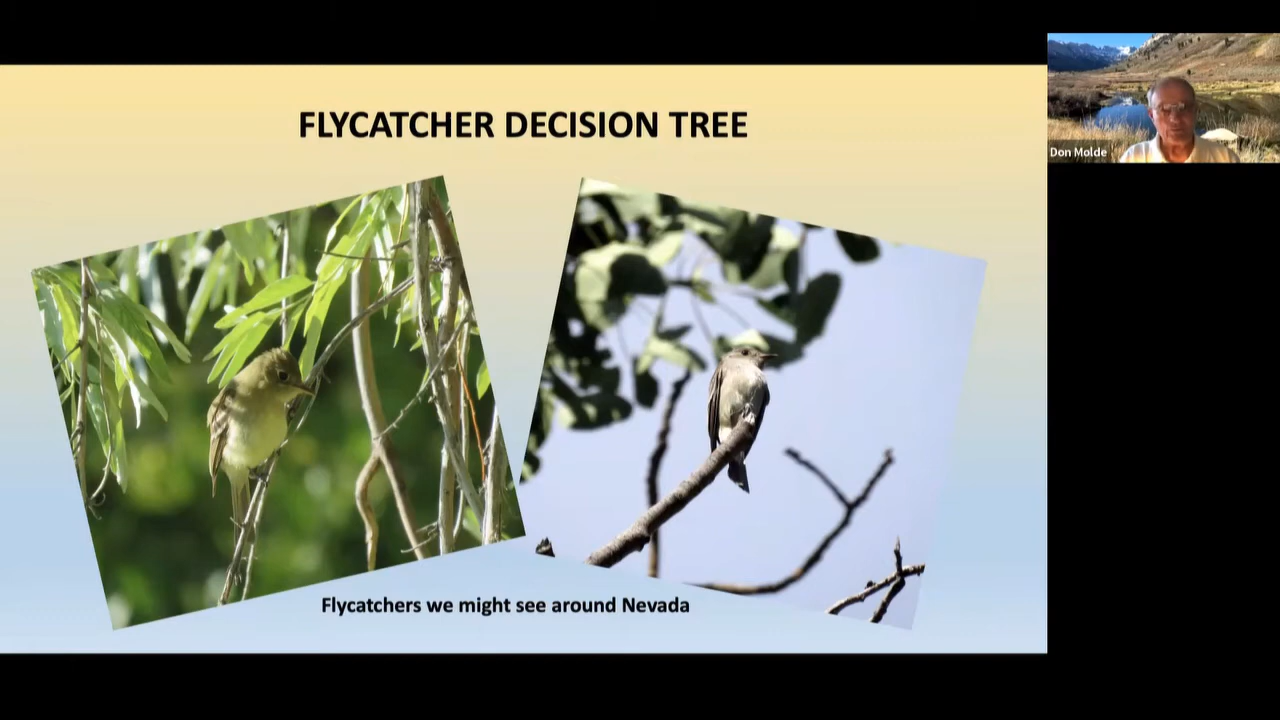 FLYCATCHER DECISION TREE
Don Molde
Flycatchers we might see around Nevada